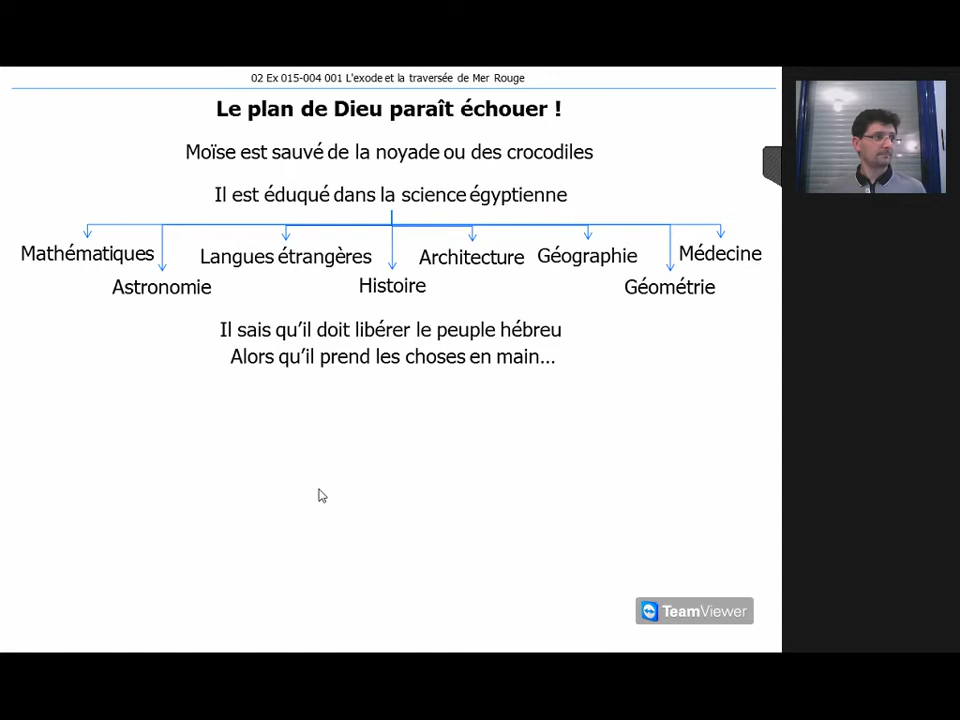 02 Ex 015-004 001 L'exode et la traversée de Mer Rouge
Le plan de Dieu paraît échouer !
Moïse est sauvé de la noyade ou des crocodiles
Il est éduqué dans la science égyptienne
Mathématiques
Astronomie
Langues étrangères
Histoire
Architecture
Géographie
Géométrie
Médecine
Il sais qu'il doit libérer le peuple hébreu
Alors qu'il prend les choses en main...
TeamViewer